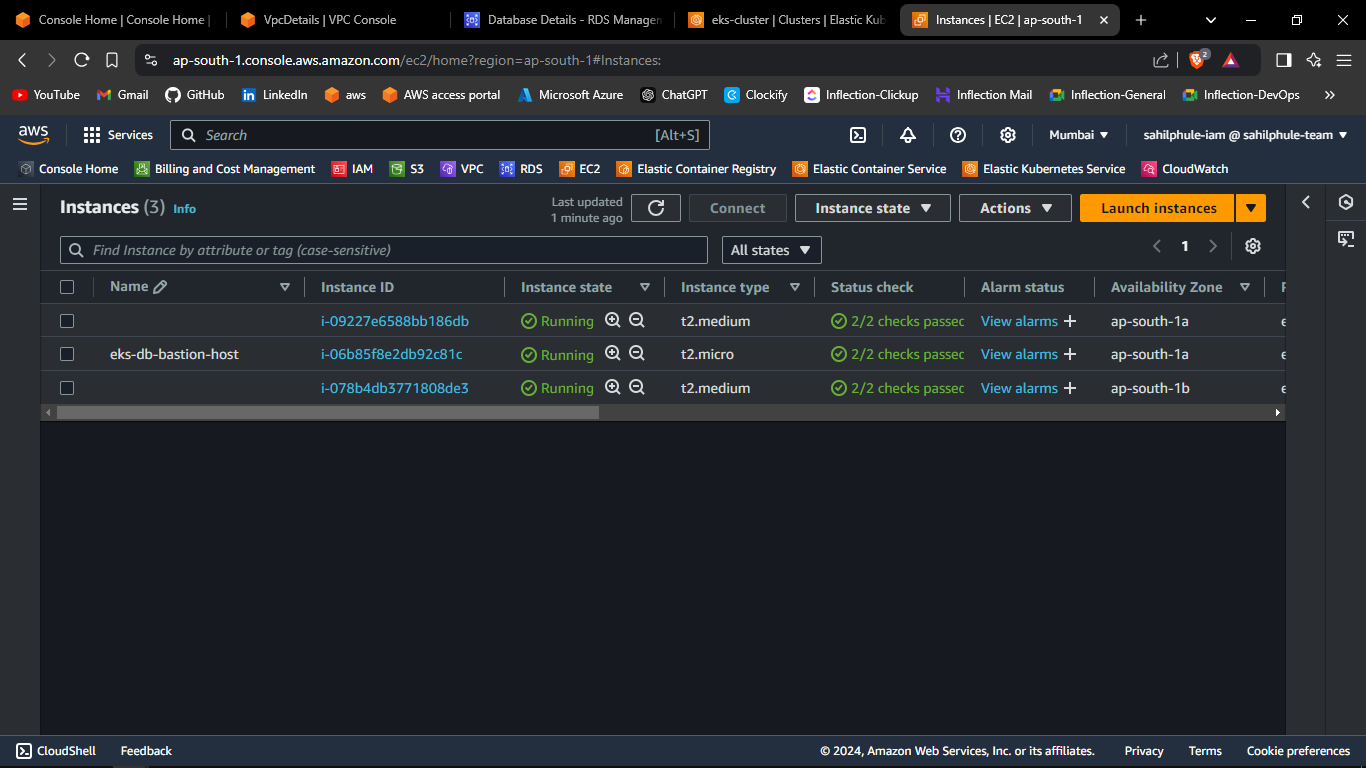 Console Home | Console Home |
VpcDetails | VPC Console
Database Details - RDS Managem
eks-cluster | Clusters | Elastic Kub
Instances | EC2 | ap-south-1
ap-south-1.console.aws.amazon.com/ec2/home?region=ap-south-1#Instances:
2
YouTube
Gmail
GitHub
LinkedIn
aws
AWS access portal
Microsoft Azure
ChatGPT
Clockify
Inflection-Clickup
Inflection Mail
Inflection-General
Inflection-DevOps
aws
Services
Search
[Alt+S]
Mumbai
sahilphule-iam @ sahilphule-team
Console Home
Billing and Cost Management
IAM
S3
VPC
RDS
EC2
Elastic Container Registry
Elastic Container Service
Elastic Kubernetes Service
CloudWatch
Instances (3) Info
Last updated
1 minute ago
Connect
Instance state
Actions
Launch instances
Find Instance by attribute or tag (case-sensitive)
All states
1
Name Instance ID Instance state Instance type Status check Alarm status Availability Zone
i-09227e6588bb186db Running t2.medium 2/2 checks passec View alarms + ap-south-1a e
eks-db-bastion-host i-06b85f8e2db92c81c Running t2.micro 2/2 checks passec View alarms + ap-south-1a e
i-078b4db3771808de3 Running t2.medium 2/2 checks passec View alarms + ap-south-1b e
CloudShell
Feedback
© 2024, Amazon Web Services, Inc. or its affiliates.
Privacy
Terms
Cookie preferences